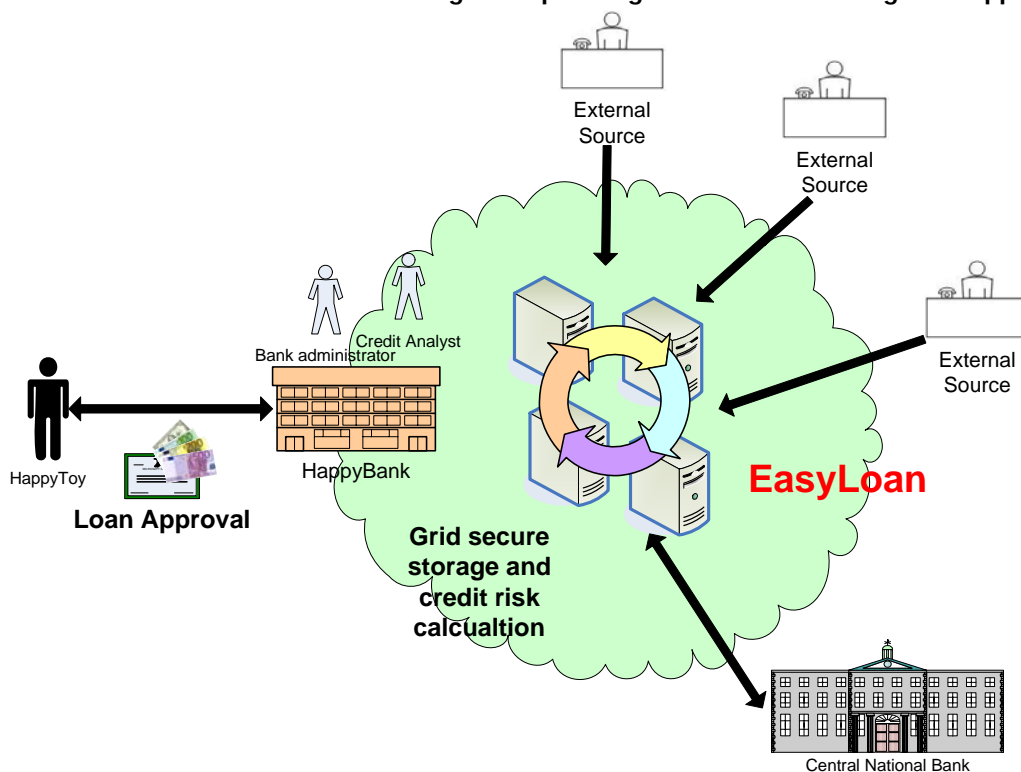 External
Source
External
Source
External
Source
Credit Analyst
Bank administrator
HappyToy
HappyBank
Loan Approval
EasyLoan
Grid secure
storage and
credit risk
calcualtion
Central National Bank